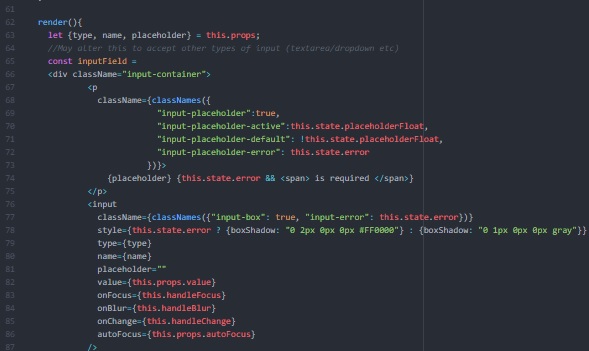 61
62 render(){
63 let {type, name, placeholder} = this.props;
64 //May alter this to accept other types of input (textarea/dropdown etc)
65 const inputField =
66 <div className="input-container">
67 <p
68 className={classNames({
69 "input-placeholder":true,
70 "input-placeholder-active":this.state.placeholderFloat,
71 "input-placeholder-default": !this.state.placeholderFloat,
72 "input-placeholder-error": this.state.error
73 })}>
74 {placeholder} {this.state.error && <span> is required </span>}
75 </p>
76 <input
77 className={classNames({"input-box": true, "input-error": this.state.error})}
78 style={this.state.error ? {boxShadow: "0 2px 0px 0px #FF0000"} : {boxShadow: "0 1px 0px 0px gray"}}
79 type={type}
80 name={name}
81 placeholder=""
82 value={this.props.value}
83 onFocus={this.handleFocus}
84 onBlur={this.handleBlur}
85 onChange={this.handleChange}
86 autoFocus={this.props.autoFocus}
87 />